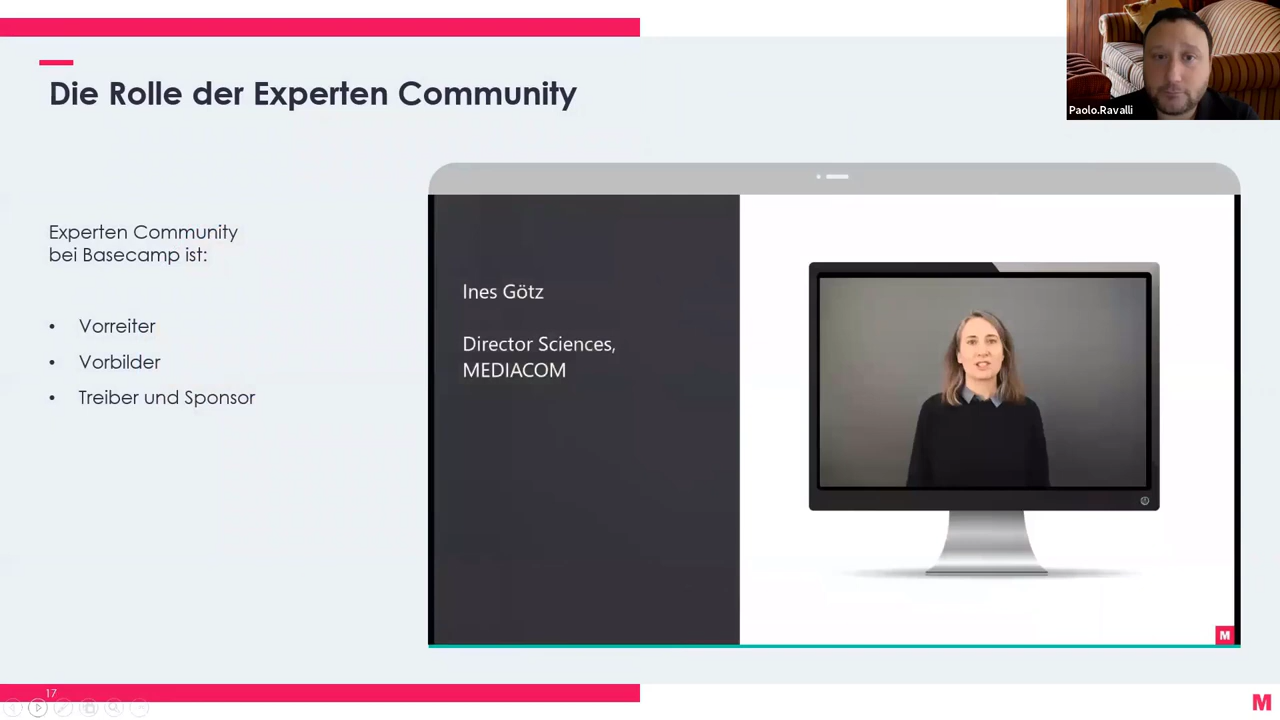 Die Rolle der Experten Community
Paolo.Ravalli
Experten Community
bei Basecamp ist:
• Vorreiter
• Vorbilder
• Treiber und Sponsor
Ines Götz
Director Sciences,
MEDIACOM
M
17
M